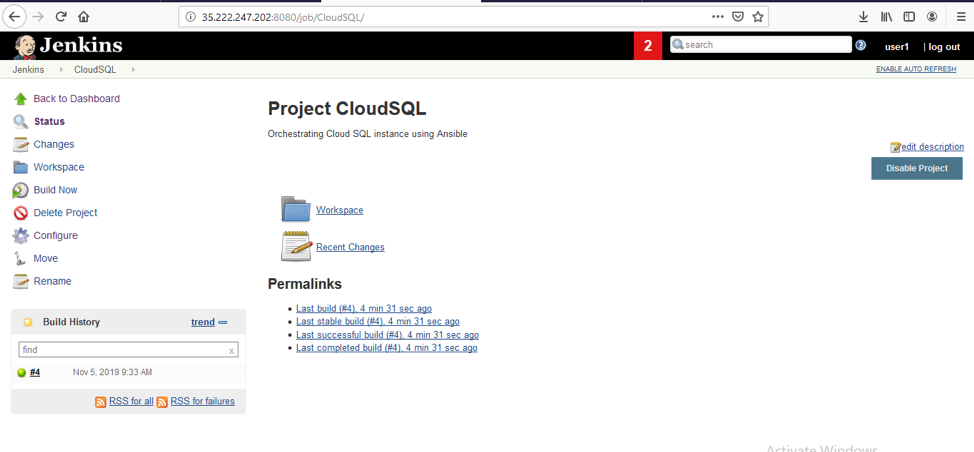 35.222.247.202:8080/job/CloudSQL/
Jenkins
2
search
user1
| log out
Jenkins
CloudSQL
ENABLE AUTO REFRESH
Back to Dashboard
Status
Changes
Workspace
Build Now
Delete Project
Configure
Move
Rename
Build History
trend
find
x
#4
Nov 5, 2019 9:33 AM
RSS for all
RSS for failures
Project CloudSQL
Orchestrating Cloud SQL instance using Ansible
edit description
Disable Project
Workspace
Recent Changes
Permalinks
Last build (#4), 4 min 31 sec ago
Last stable build (#4), 4 min 31 sec ago
Last successful build (#4), 4 min 31 sec ago
Last completed build (#4), 4 min 31 sec ago
Activate Windows